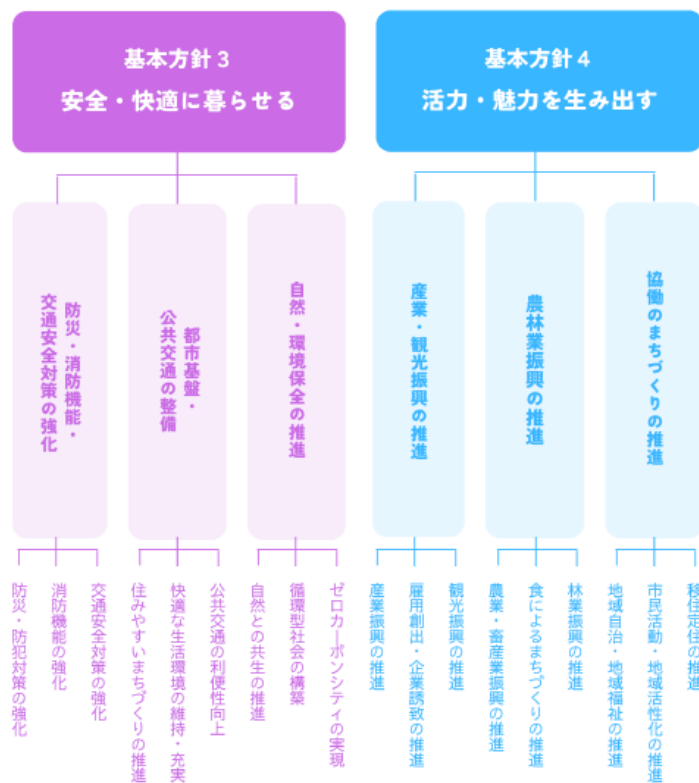 基本方針3
安全・快適に暮らせる
基本方針4
活力・魅力を生み出す
防災・消防機能・
交通安全対策の強化
都市基盤・
公共交通の整備
自然・環境保全の推進
産業・観光振興の推進
農林業振興の推進
協働のまちづくりの推進
防災・防犯対策の強化
消防機能の強化
交通安全対策の強化
住みやすいまちづくりの推進
快適な生活環境の維持・充実
公共交通の利便性向上
自然との共生の推進
循環型社会の構築
ゼロカーボンシティの実現
産業振興の推進
雇用創出・企業誘致の推進
観光振興の推進
農業・畜産業振興の推進
食によるまちづくりの推進
林業振興の推進
地域自治・地域福祉の推進
市民活動・地域活性化の推進
移住定住の推進